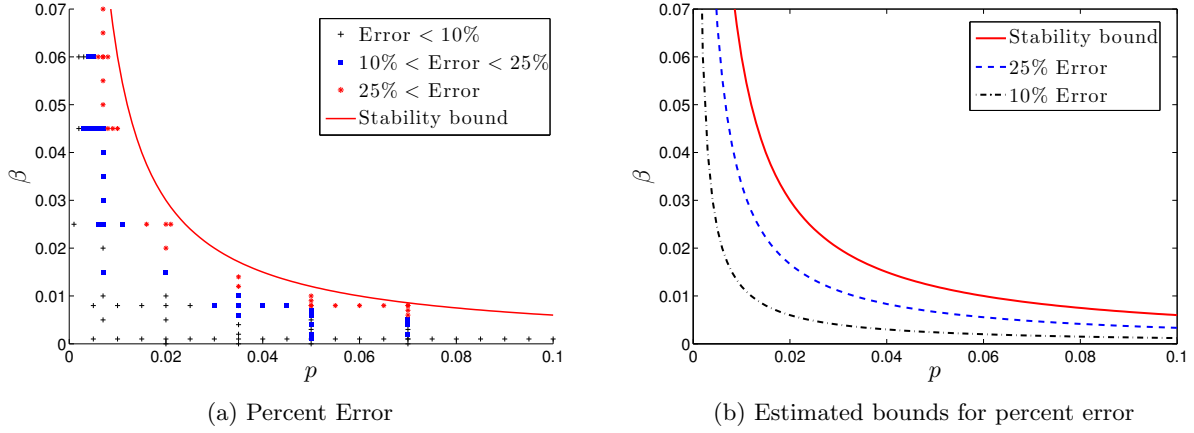 0.06
0.05
0.04
0.03
0.02
0.01
0
β
0
0.02
0.04
0.06
0.08
0.1
p
Error < 10%
10% < Error < 25%
25% < Error
Stability bound
(a) Percent Error
0.07
0.06
0.05
0.04
0.03
0.02
0.01
0
β
0
0.02
0.04
0.06
0.08
0.1
p
Stability bound
25% Error
10% Error
(b) Estimated bounds for percent error